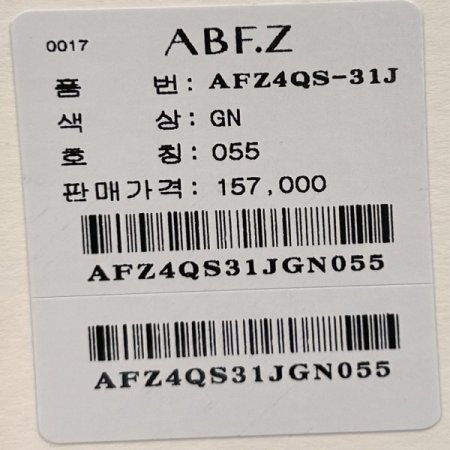 0017 ABF.Z
품 번: AFZ4QS-31J
색 상: GN
호 칭: 055
판매가격: 157,000
AFZ4QS31JGN055
AFZ4QS31JGN055